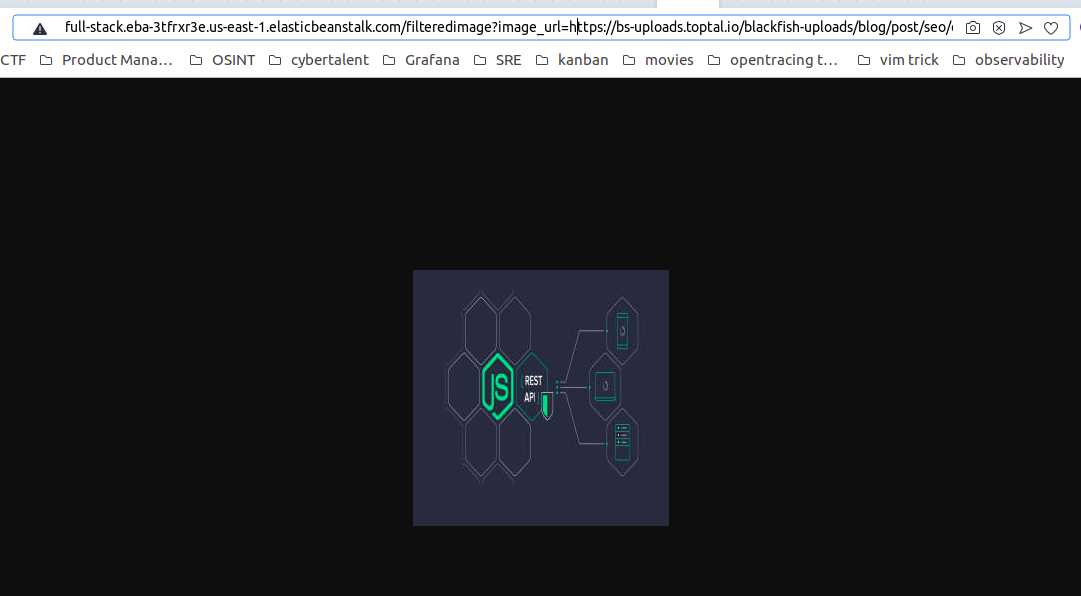 full-stack.eba-3tfrxr3e.us-east-1.elasticbeanstalk.com/filteredimage?image_url=https://bs-uploads.toptal.io/blackfish-uploads/blog/post/seo/
CTF Product Mana... OSINT cybertalent Grafana SRE kanban movies opentracing t... vim trick observability
JS
REST
API